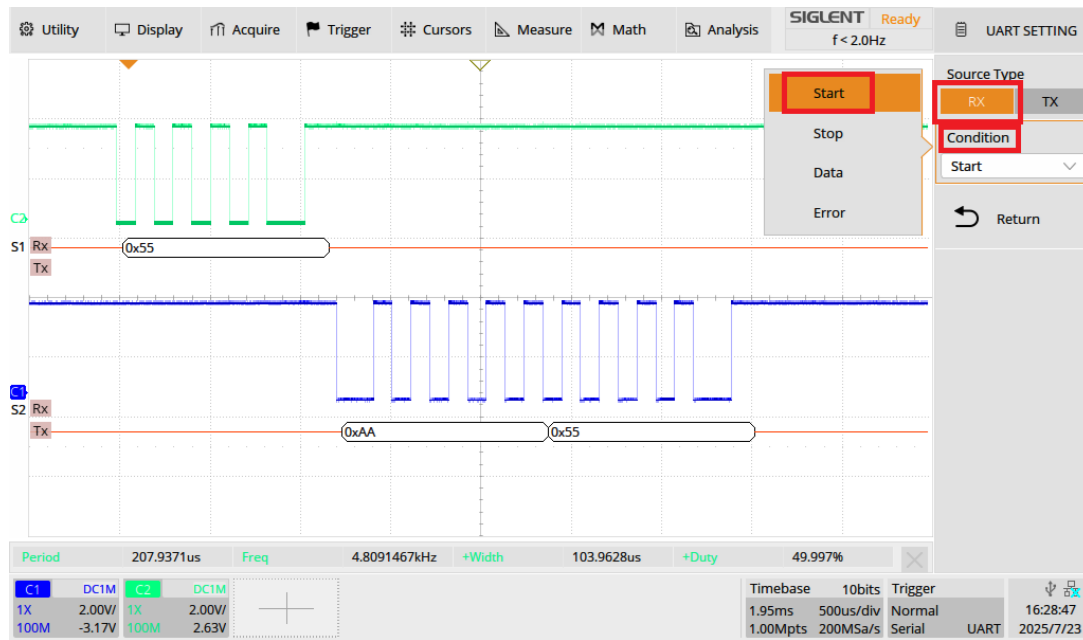 Utility Display Acquire Trigger Cursors Measure Math Analysis SIGLENT Ready
f < 2.0Hz
UART SETTING
Source Type
RX TX
Condition
Start
Return
Start
Stop
Data
Error
C2
S1 Rx 0x55
Tx
C1
S2 Rx
Tx 0xAA 0x55
Period 207.9371us Freq 4.8091467kHz +Width 103.9628us +Duty 49.997%
C1 DC1M C2 DC1M Timebase 10bits Trigger
1X 2.00V/ 1X 2.00V/ 1.95ms 500us/div Normal 16:28:47
100M -3.17V 100M 2.63V 1.00Mpts 200MSa/s Serial UART 2025/7/23